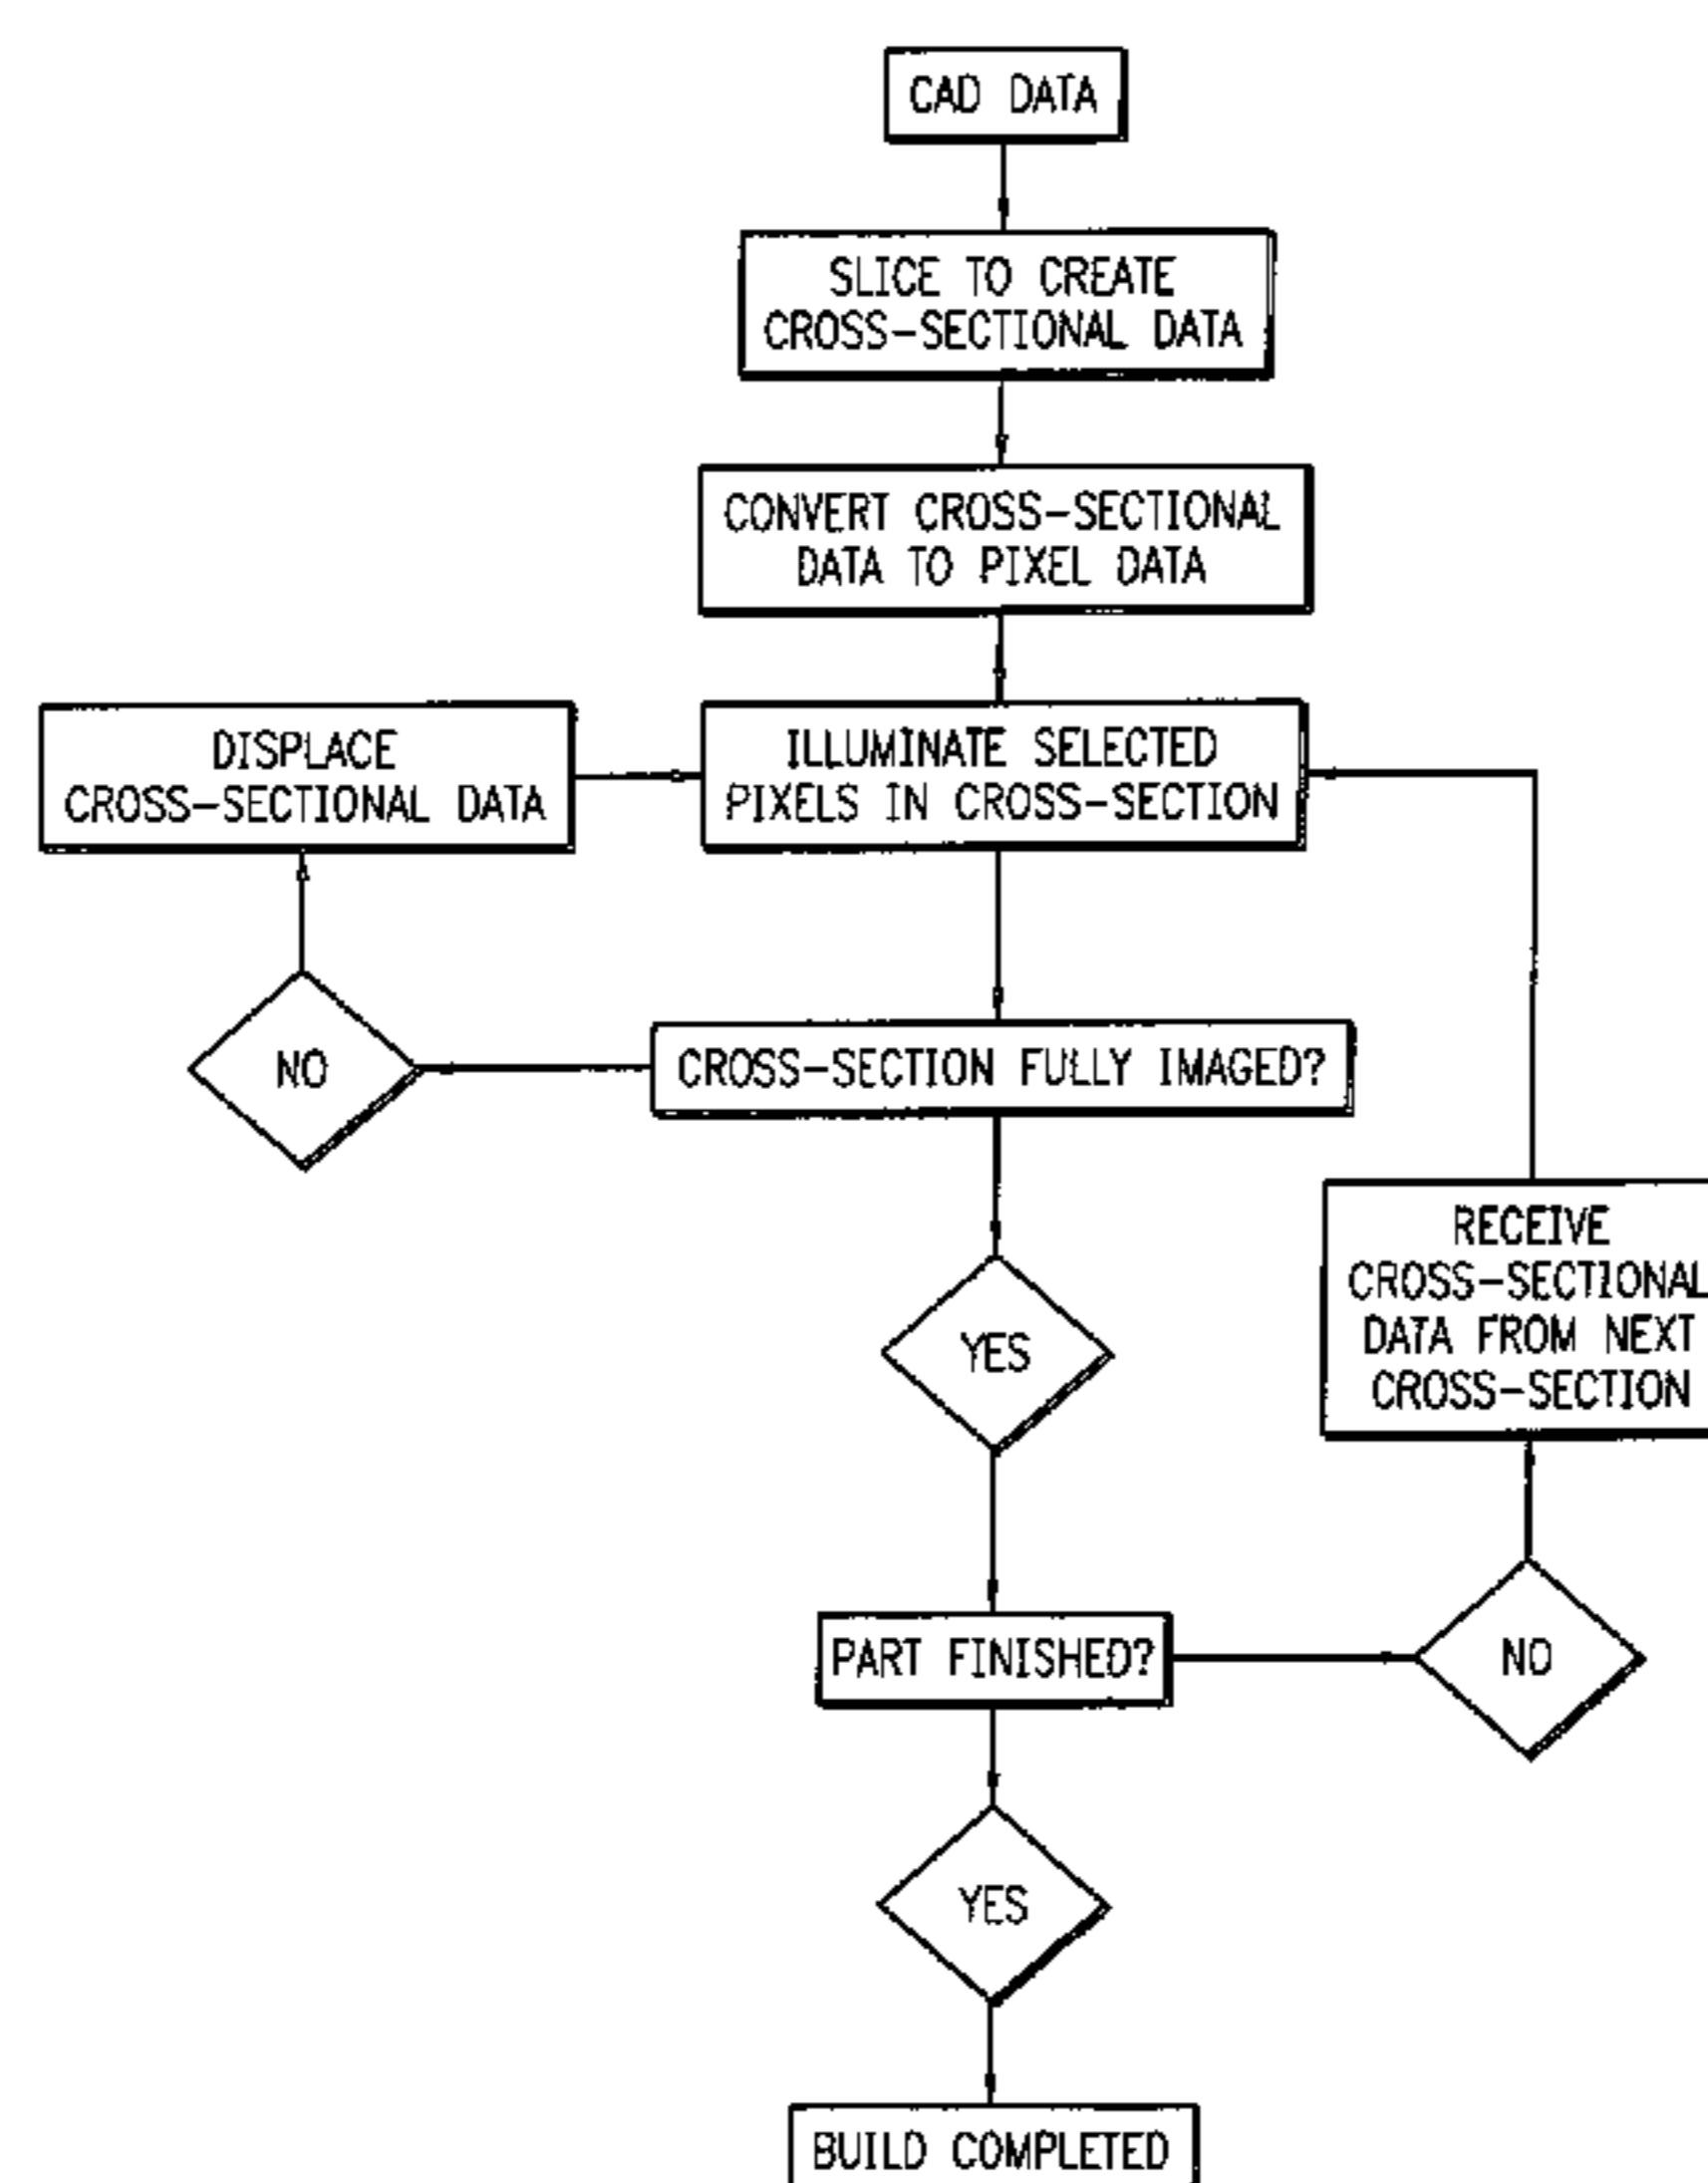 CAD DATA
SLICE TO CREATE
CROSS-SECTIONAL DATA
CONVERT CROSS-SECTIONAL
DATA TO PIXEL DATA
DISPLACE
CROSS-SECTIONAL DATA
ILLUMINATE SELECTED
PIXELS IN CROSS-SECTION
NO
CROSS-SECTION FULLY IMAGED?
YES
RECEIVE
CROSS-SECTIONAL
DATA FROM NEXT
CROSS-SECTION
PART FINISHED?
NO
YES
BUILD COMPLETED